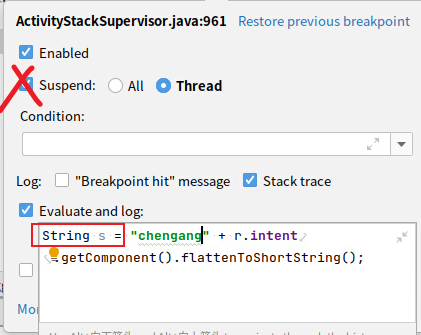 ActivityStackSupervisor.java:961 Restore previous breakpoint
Enabled
Suspend: All Thread
Condition:
Log: "Breakpoint hit" message Stack trace
Evaluate and log:
String s = "chengang" + r.intent
.getComponent().flattenToShortString();